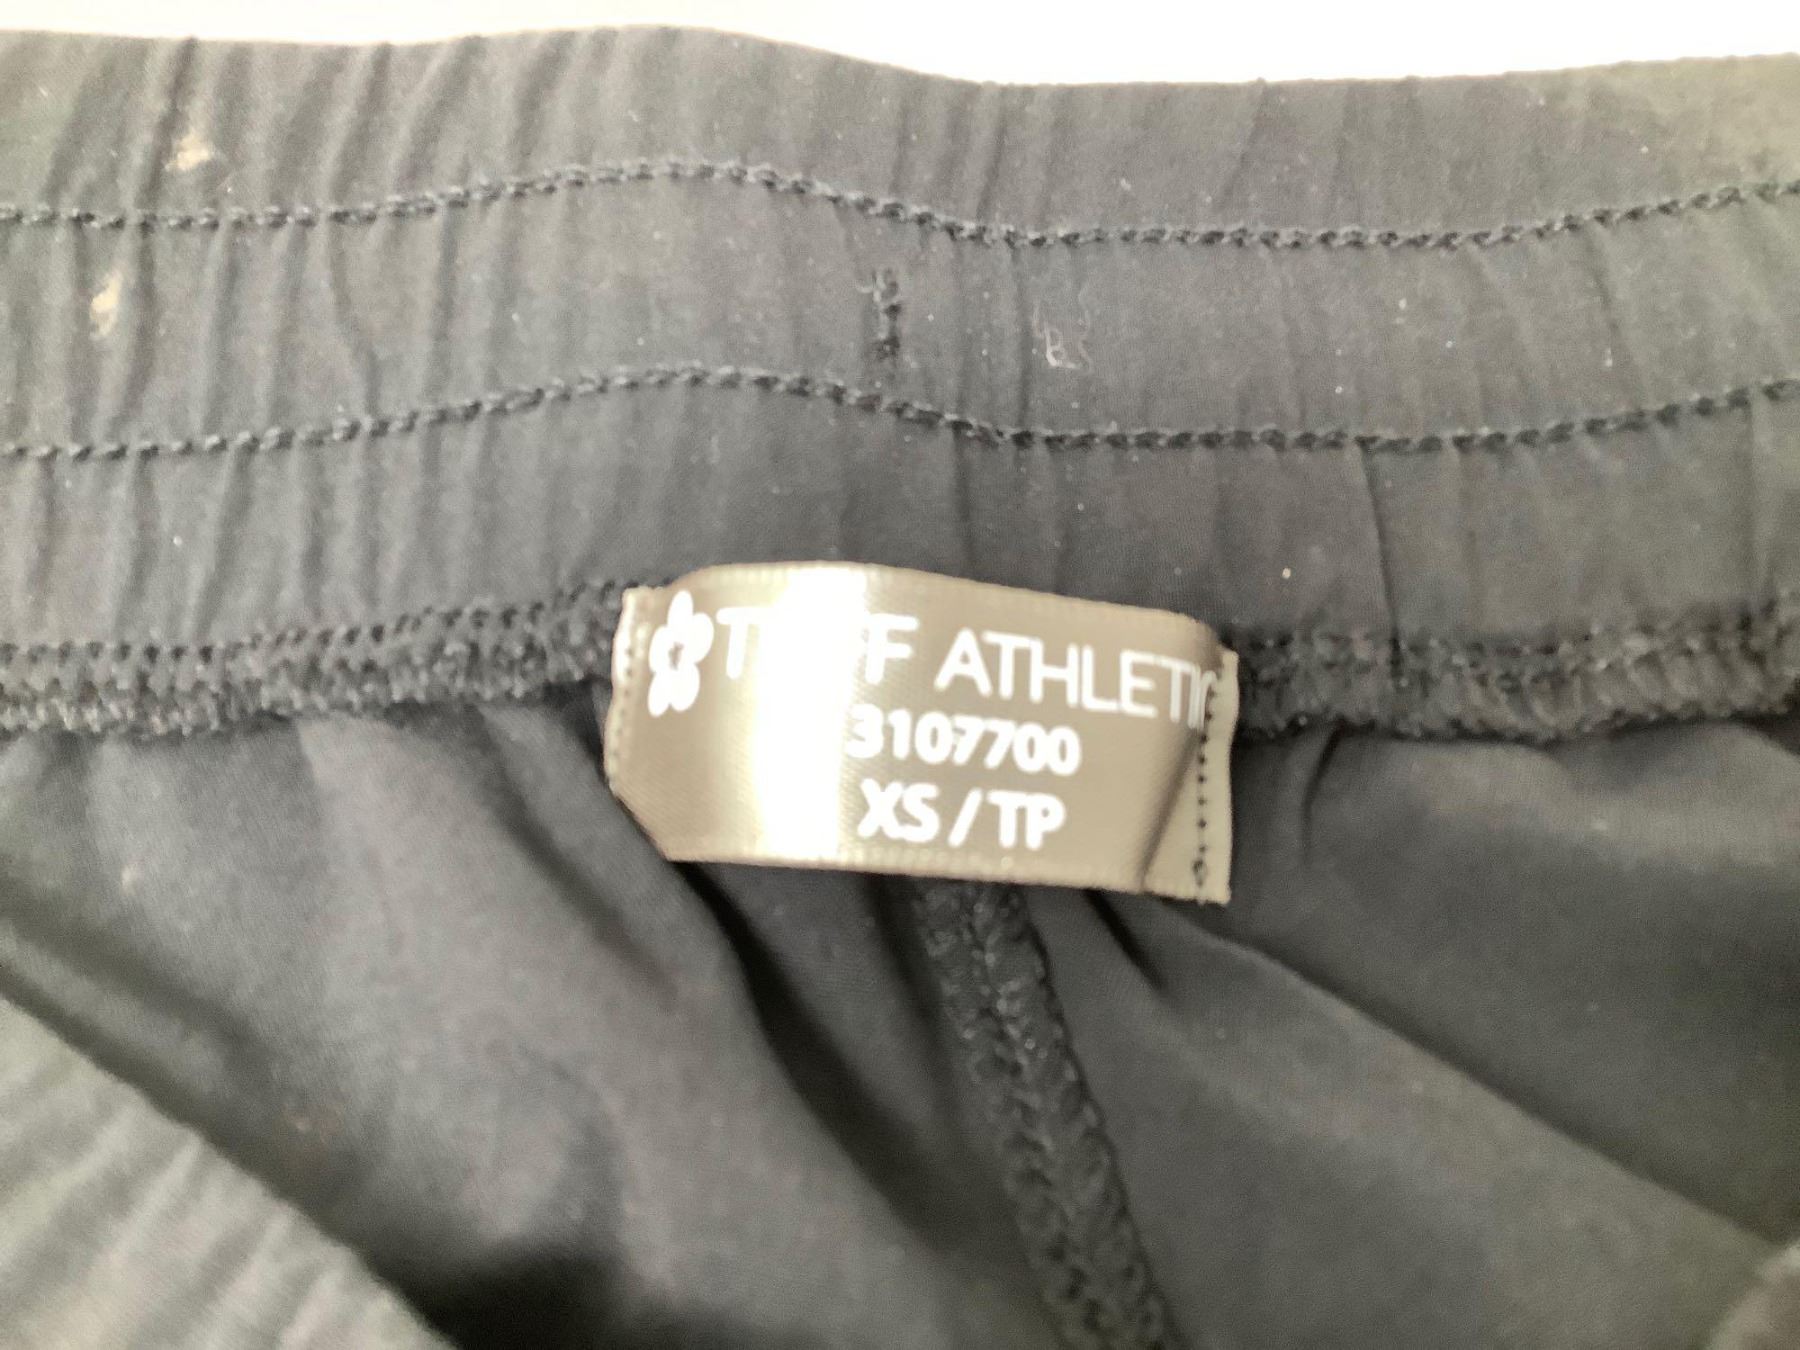 ATHLETIC
3107700
XS / TP